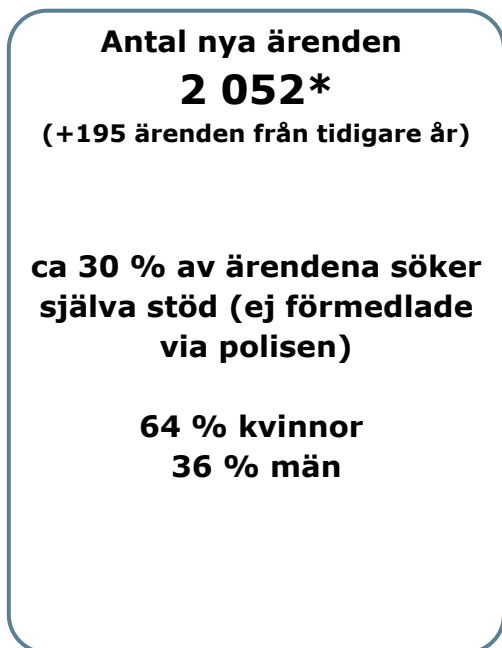 Antal nya ärenden
2 052*
(+195 ärenden från tidigare år)
ca 30 % av ärendena söker
själva stöd (ej förmedlade
via polisen)
64 % kvinnor
36 % män